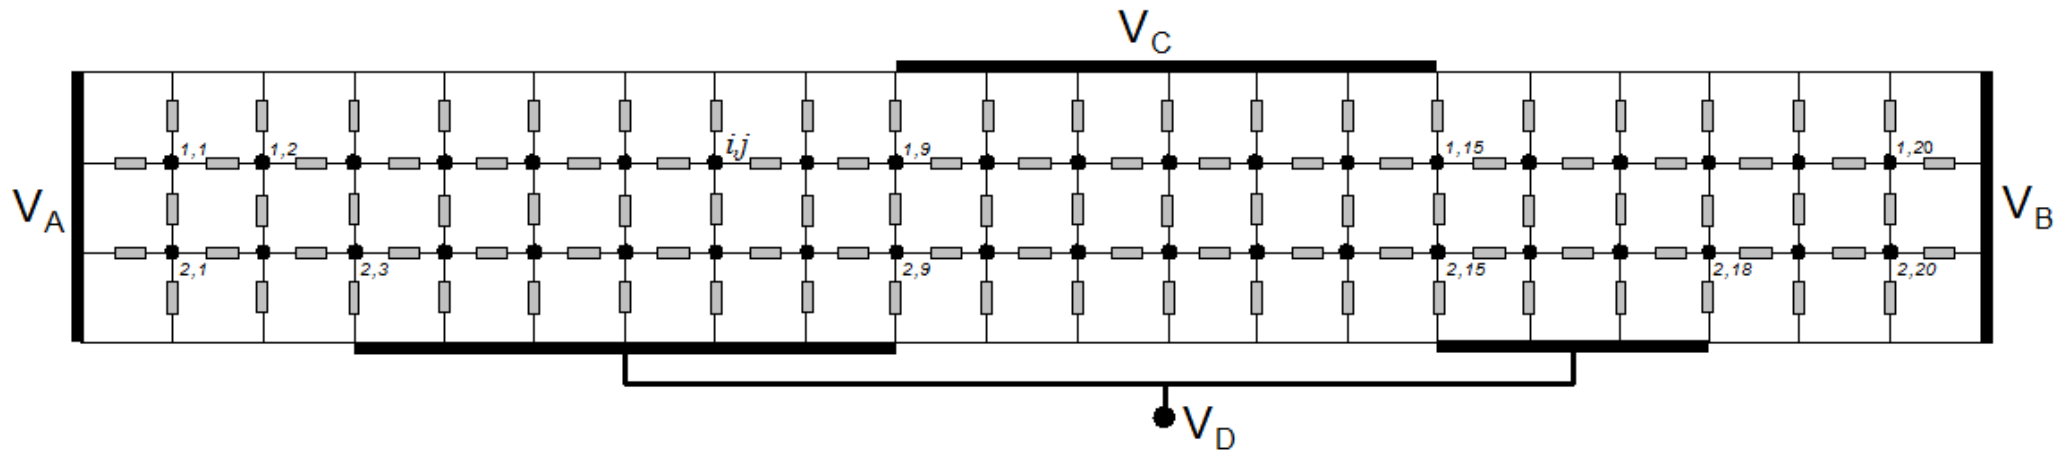 V_C
1,1 1,2 i,j 1,9 1,15 1,20
V_A V_B
2,1 2,3 2,9 2,15 2,18 2,20
V_D